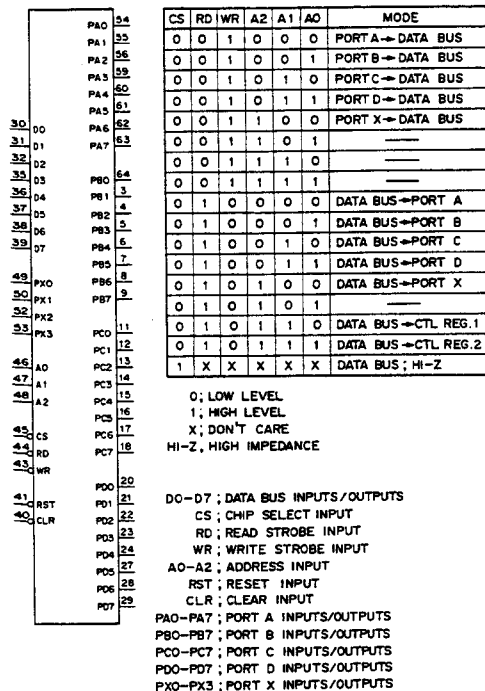 PA0 54
PA1 55
PA2 56
PA3 59
PA4 60
PA5 61
30 D0 PA6 62
31 D1 PA7 63
32 D2
35 D3 PB0 64
36 D4 PB1 3
37 D5 PB2 4
38 D6 PB3 5
39 D7 PB4 6
PB5 7
49 PX0 PB6 8
50 PX1 PB7 9
52 PX2
53 PX3 PC0 11
PC1 12
46 A0 PC2 13
47 A1 PC3 14
48 A2 PC4 15
PC5 16
45 CS PC6 17
44 RD PC7 18
43 WR
PD0 20
41 RST PD1 21
40 CLR PD2 22
PD3 23
PD4 24
PD5 27
PD6 28
PD7 29
CS RD WR A2 A1 A0 MODE
0 0 1 0 0 0 PORT A→DATA BUS
0 0 1 0 0 1 PORT B→DATA BUS
0 0 1 0 1 0 PORT C→DATA BUS
0 0 1 0 1 1 PORT D→DATA BUS
0 0 1 1 0 0 PORT X→DATA BUS
0 0 1 1 0 1 —
0 0 1 1 1 0 —
0 0 1 1 1 1 —
0 1 0 0 0 0 DATA BUS→PORT A
0 1 0 0 0 1 DATA BUS→PORT B
0 1 0 0 1 0 DATA BUS→PORT C
0 1 0 0 1 1 DATA BUS→PORT D
0 1 0 1 0 0 DATA BUS→PORT X
0 1 0 1 0 1 —
0 1 0 1 1 0 DATA BUS→CTL REG.1
0 1 0 1 1 1 DATA BUS→CTL REG.2
1 X X X X X DATA BUS; HI-Z
0; LOW LEVEL
1; HIGH LEVEL
X; DON'T CARE
HI-Z, HIGH IMPEDANCE
D0-D7; DATA BUS INPUTS/OUTPUTS
CS; CHIP SELECT INPUT
RD; READ STROBE INPUT
WR; WRITE STROBE INPUT
A0-A2; ADDRESS INPUT
RST; RESET INPUT
CLR; CLEAR INPUT
PA0-PA7; PORT A INPUTS/OUTPUTS
PB0-PB7; PORT B INPUTS/OUTPUTS
PC0-PC7; PORT C INPUTS/OUTPUTS
PD0-PD7; PORT D INPUTS/OUTPUTS
PX0-PX3; PORT X INPUTS/OUTPUTS